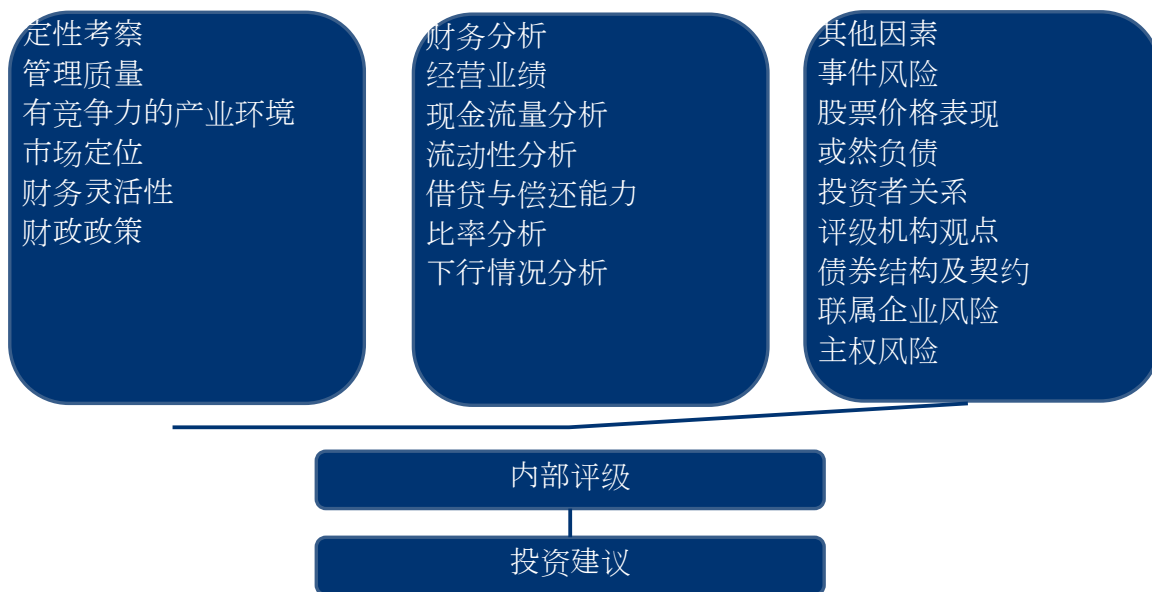 定性考察
管理质量
有竞争力的产业环境
市场定位
财务灵活性
财政政策
财务分析
经营业绩
现金流量分析
流动性分析
借贷与偿还能力
比率分析
下行情况分析
其他因素
事件风险
股票价格表现
或然负债
投资者关系
评级机构观点
债券结构及契约
联属企业风险
主权风险
内部评级
投资建议